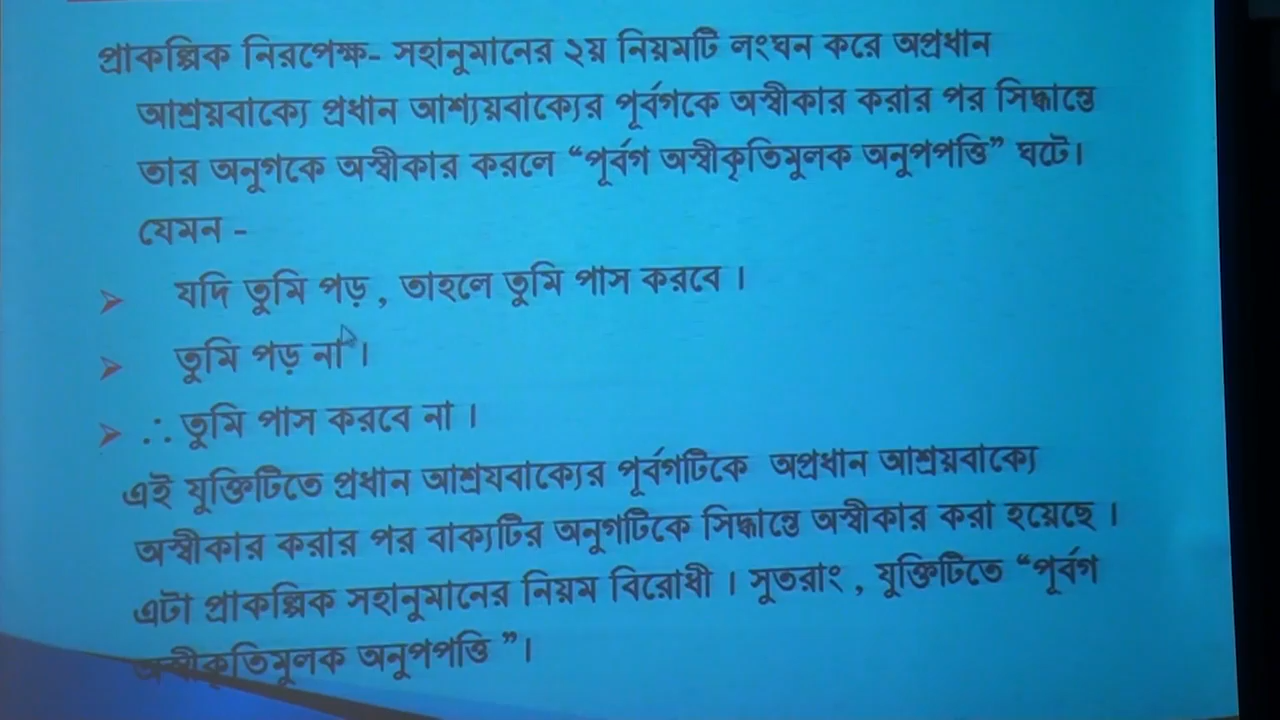 প্রাকল্পিক নিরপেক্ষ- সহানুমানের ২য় নিয়মটি লংঘন করে অপ্রধান
আশ্রয়বাক্যে প্রধান আশ্যয়বাক্যের পূর্বগকে অস্বীকার করার পর সিদ্ধান্তে
তার অনুগকে অস্বীকার করলে “পূর্বগ অস্বীকৃতিমুলক অনুপপত্তি” ঘটে।
যেমন -
➢ যদি তুমি পড় , তাহলে তুমি পাস করবে ।
➢ তুমি পড় না ।
➢ ∴ তুমি পাস করবে না ।
এই যুক্তিটিতে প্রধান আশ্রযবাক্যের পূর্বগটিকে অপ্রধান আশ্রয়বাক্যে
অস্বীকার করার পর বাক্যটির অনুগটিকে সিদ্ধান্তে অস্বীকার করা হয়েছে ।
এটা প্রাকল্পিক সহানুমানের নিয়ম বিরোধী । সুতরাং , যুক্তিটিতে “পূর্বগ
অস্বীকৃতিমুলক অনুপপত্তি ”।